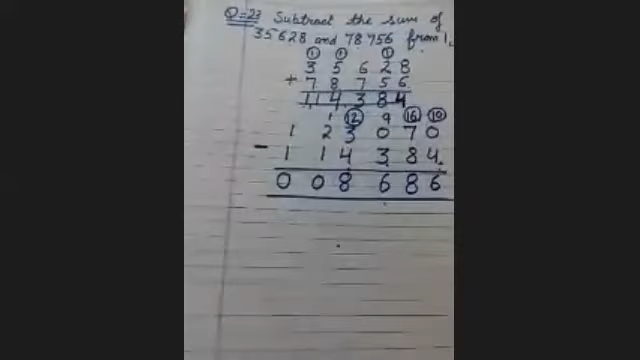 Q=23 Subtract the sum of
35628 and 78756 from 1
1 1 1
3 5 6 2 8
+ 7 8 7 5 6
1 1 4 3 8 4
1 12 9 16 10
1 2 3 0 7 0
- 1 1 4 3 8 4
0 0 8 6 8 6